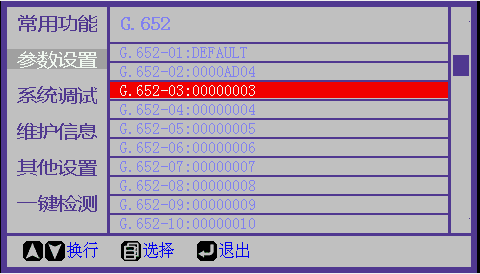 常用功能
参数设置
系统调试
维护信息
其他设置
一键检测
G.652
G.652-01:DEFAULT
G.652-02:0000AD04
G.652-03:00000003
G.652-04:00000004
G.652-05:00000005
G.652-06:00000006
G.652-07:00000007
G.652-08:00000008
G.652-09:00000009
G.652-10:00000010
换行 选择 退出